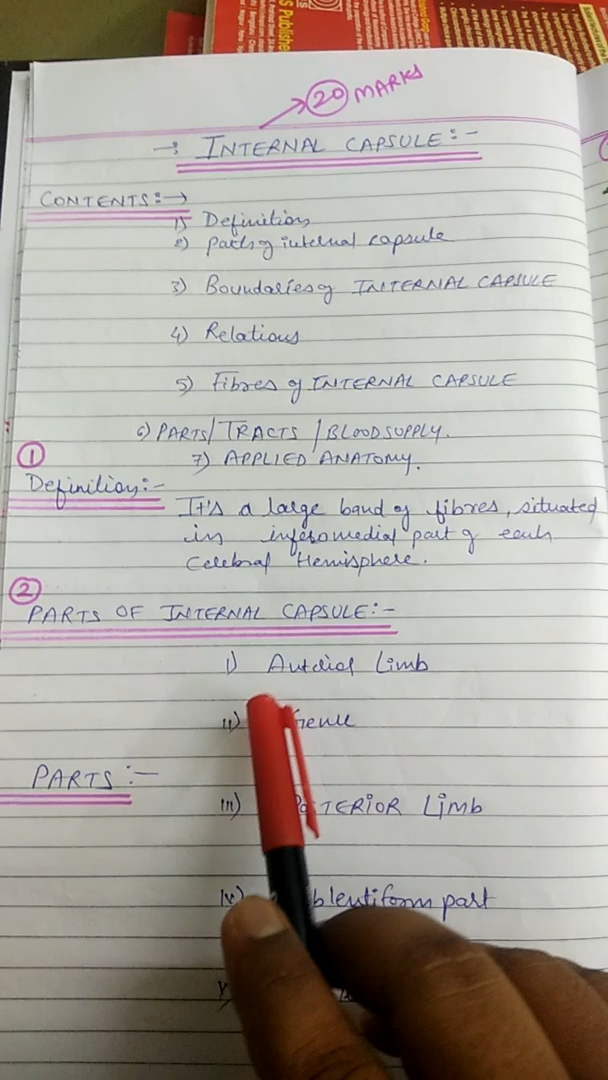 20 MARKS
→: INTERNAL CAPSULE:-
CONTENTS:→
1) Definition
2) Parts of internal capsule
3) Boundaries of INTERNAL CAPSULE
4) Relations
5) Fibres of INTERNAL CAPSULE
6) PARTS/ TRACTS / BLOOD SUPPLY.
7) APPLIED ANATOMY.
①
Definition:-
It's a large band of fibres, situated
in inferomedial part of each
Cerebral Hemisphere.
②
PARTS OF INTERNAL CAPSULE:-
i) Anterior Limb
ii) Genu
PARTS:-
iii) POSTERIOR Limb
iv) blentiform part
v)